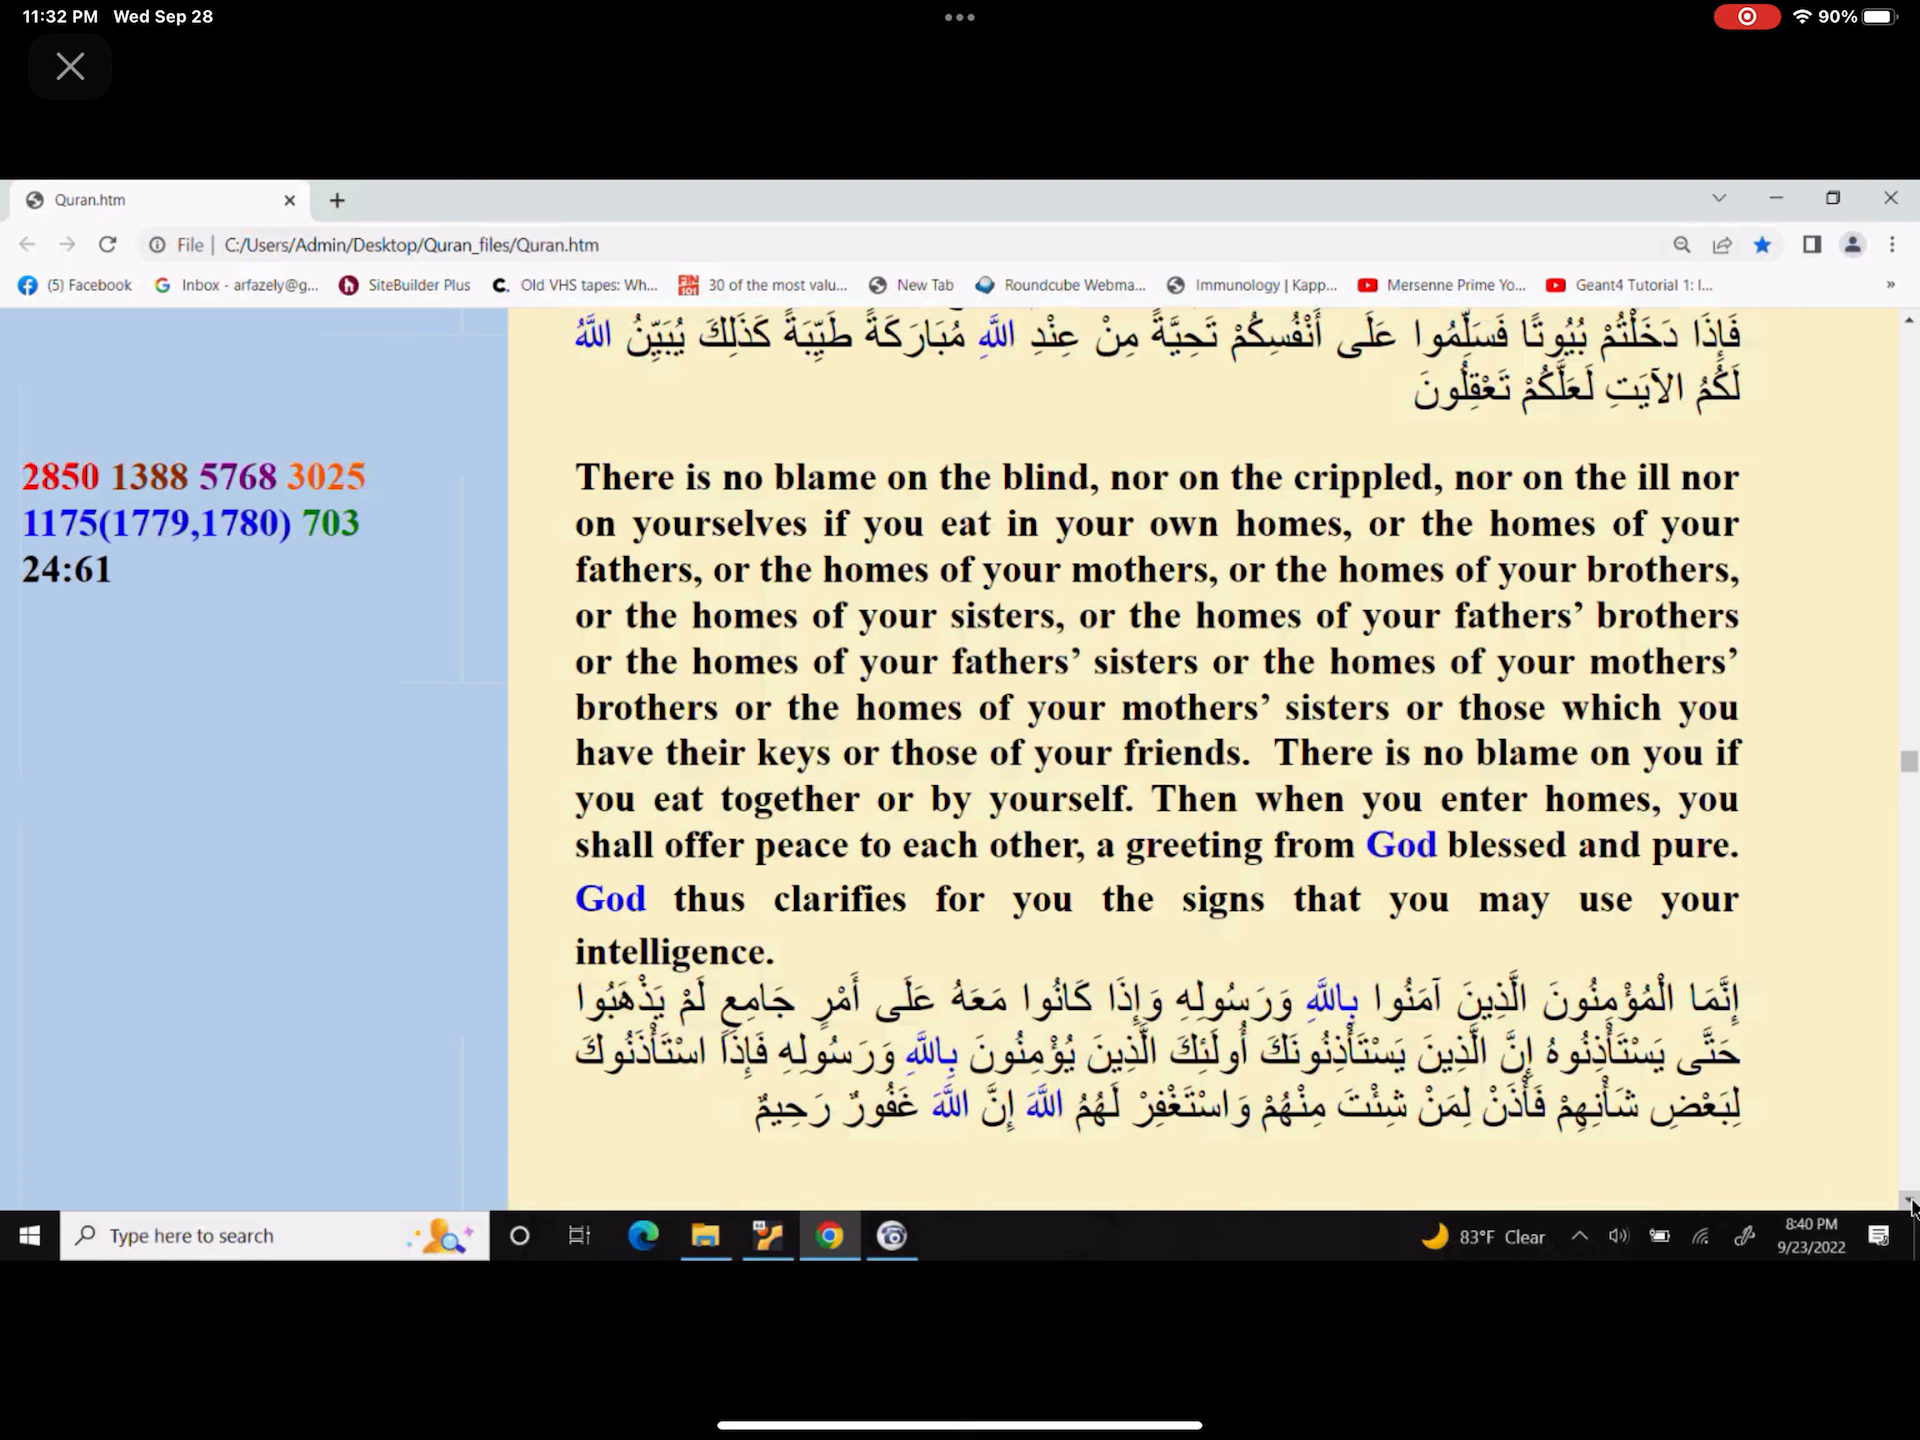 11:32 PM Wed Sep 28
90%
Quran.htm
File | C:/Users/Admin/Desktop/Quran_files/Quran.htm
(5) Facebook Inbox - arfazely@g... SiteBuilder Plus Old VHS tapes: Wh... 30 of the most valu... New Tab Roundcube Webma... Immunology | Kapp... Mersenne Prime Yo... Geant4 Tutorial 1: I... »
فَإِذَا دَخَلْتُمْ بُيُوتًا فَسَلِّمُوا عَلَى أَنْفُسِكُمْ تَحِيَّةً مِنْ عِنْدِ اللَّهِ مُبَارَكَةً طَيِّبَةً كَذَلِكَ يُبَيِّنُ اللَّهُ
لَكُمُ الآيَتِ لَعَلَّكُمْ تَعْقِلُونَ
2850 1388 5768 3025
1175(1779,1780) 703
24:61
There is no blame on the blind, nor on the crippled, nor on the ill nor
on yourselves if you eat in your own homes, or the homes of your
fathers, or the homes of your mothers, or the homes of your brothers,
or the homes of your sisters, or the homes of your fathers’ brothers
or the homes of your fathers’ sisters or the homes of your mothers’
brothers or the homes of your mothers’ sisters or those which you
have their keys or those of your friends. There is no blame on you if
you eat together or by yourself. Then when you enter homes, you
shall offer peace to each other, a greeting from God blessed and pure.
God thus clarifies for you the signs that you may use your
intelligence.
إِنَّمَا الْمُؤْمِنُونَ الَّذِينَ آمَنُوا بِاللَّهِ وَرَسُولِهِ وَإِذَا كَانُوا مَعَهُ عَلَى أَمْرٍ جَامِعٍ لَمْ يَذْهَبُوا
حَتَّى يَسْتَأْذِنُوهُ إِنَّ الَّذِينَ يَسْتَأْذِنُونَكَ أُولَئِكَ الَّذِينَ يُؤْمِنُونَ بِاللَّهِ وَرَسُولِهِ فَإِذَا اسْتَأْذَنُوكَ
لِبَعْضِ شَأْنِهِمْ فَأْذَنْ لِمَنْ شِئْتَ مِنْهُمْ وَاسْتَغْفِرْ لَهُمُ اللَّهَ إِنَّ اللَّهَ غَفُورٌ رَحِيمٌ
Type here to search
83°F Clear
8:40 PM
9/23/2022